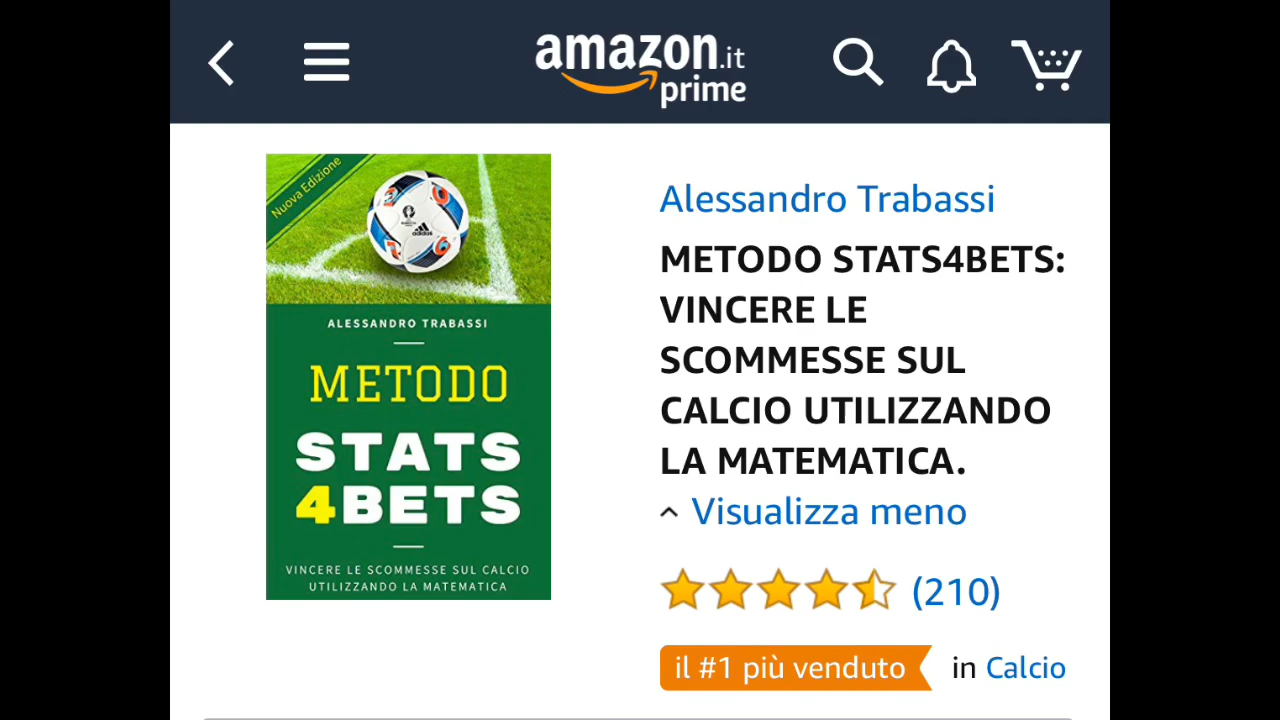 amazon.it
prime
Nuova Edizione
adidas
ALESSANDRO TRABASSI
METODO
STATS
4BETS
VINCERE LE SCOMMESSE SUL CALCIO
UTILIZZANDO LA MATEMATICA
Alessandro Trabassi
METODO STATS4BETS:
VINCERE LE
SCOMMESSE SUL
CALCIO UTILIZZANDO
LA MATEMATICA.
Visualizza meno
(210)
il #1 più venduto in Calcio